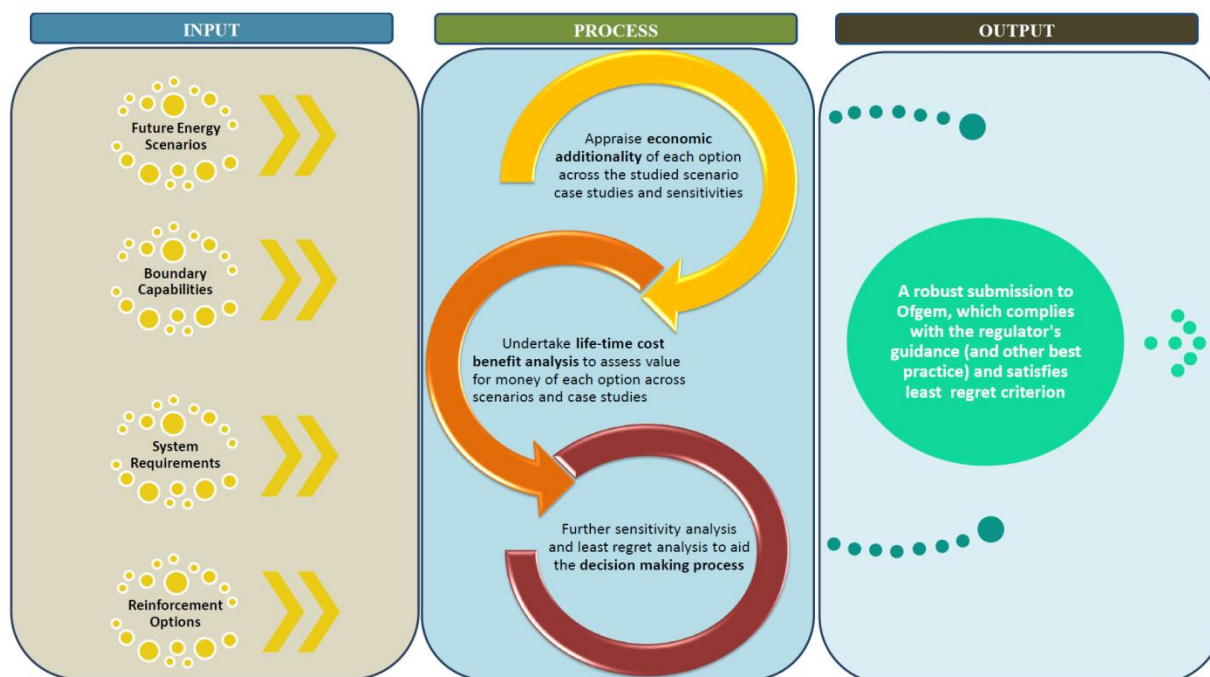 INPUT
Future Energy
Scenarios
Boundary
Capabilities
System
Requirements
Reinforcement
Options
PROCESS
Appraise economic
additionality of each option
across the studied scenario
case studies and sensitivities
Undertake life-time cost
benefit analysis to assess value
for money of each option across
scenarios and case studies
Further sensitivity analysis
and least regret analysis to aid
the decision making process
OUTPUT
A robust submission to
Ofgem, which complies
with the regulator's
guidance (and other best
practice) and satisfies
least regret criterion